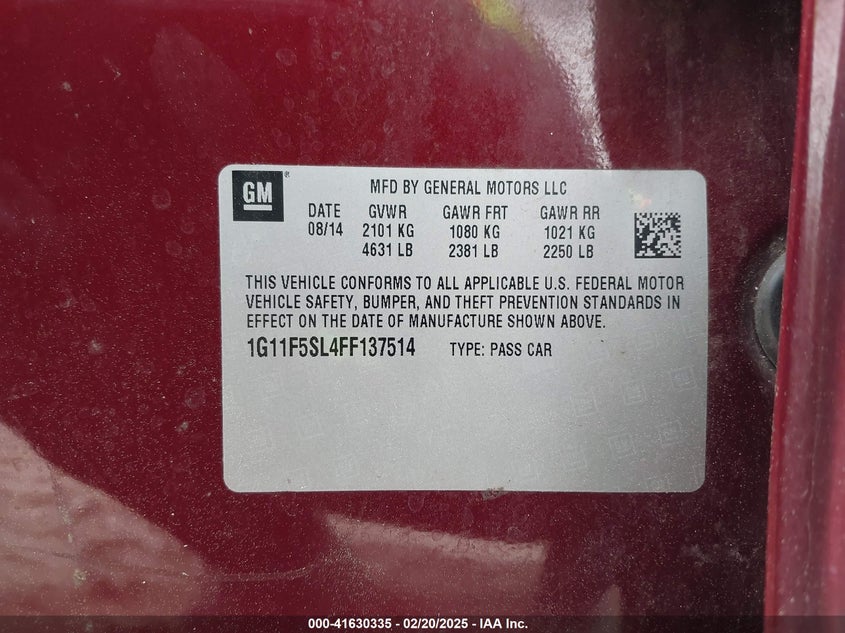 GM®
MFD BY GENERAL MOTORS LLC
DATE GVWR GAWR FRT GAWR RR
08/14 2101 KG 1080 KG 1021 KG
4631 LB 2381 LB 2250 LB
THIS VEHICLE CONFORMS TO ALL APPLICABLE U.S. FEDERAL MOTOR
VEHICLE SAFETY, BUMPER, AND THEFT PREVENTION STANDARDS IN
EFFECT ON THE DATE OF MANUFACTURE SHOWN ABOVE.
1G11F5SL4FF137514 TYPE: PASS CAR
000-41630335 - 02/20/2025 - IAA Inc.